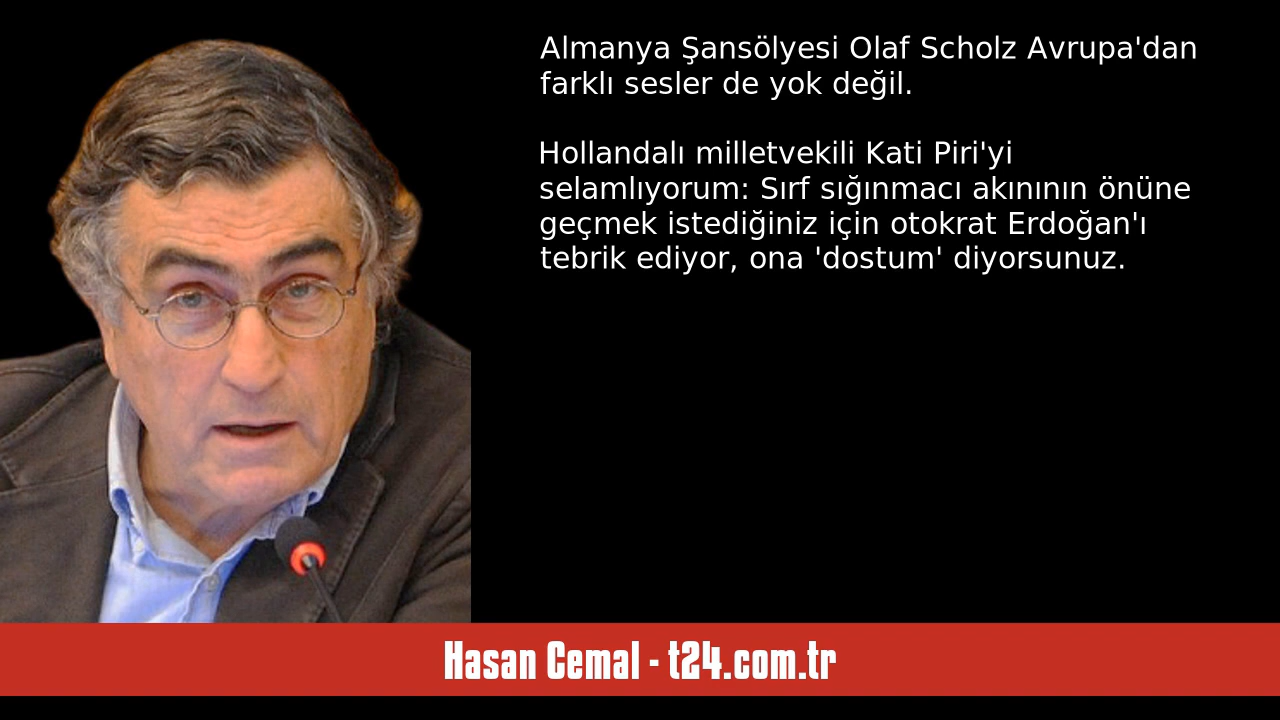 Almanya Şansölyesi Olaf Scholz Avrupa'dan
farklı sesler de yok değil.
Hollandalı milletvekili Kati Piri'yi
selamlıyorum: Sırf sığınmacı akınının önüne
geçmek istediğiniz için otokrat Erdoğan'ı
tebrik ediyor, ona 'dostum' diyorsunuz.
Hasan Cemal - t24.com.tr